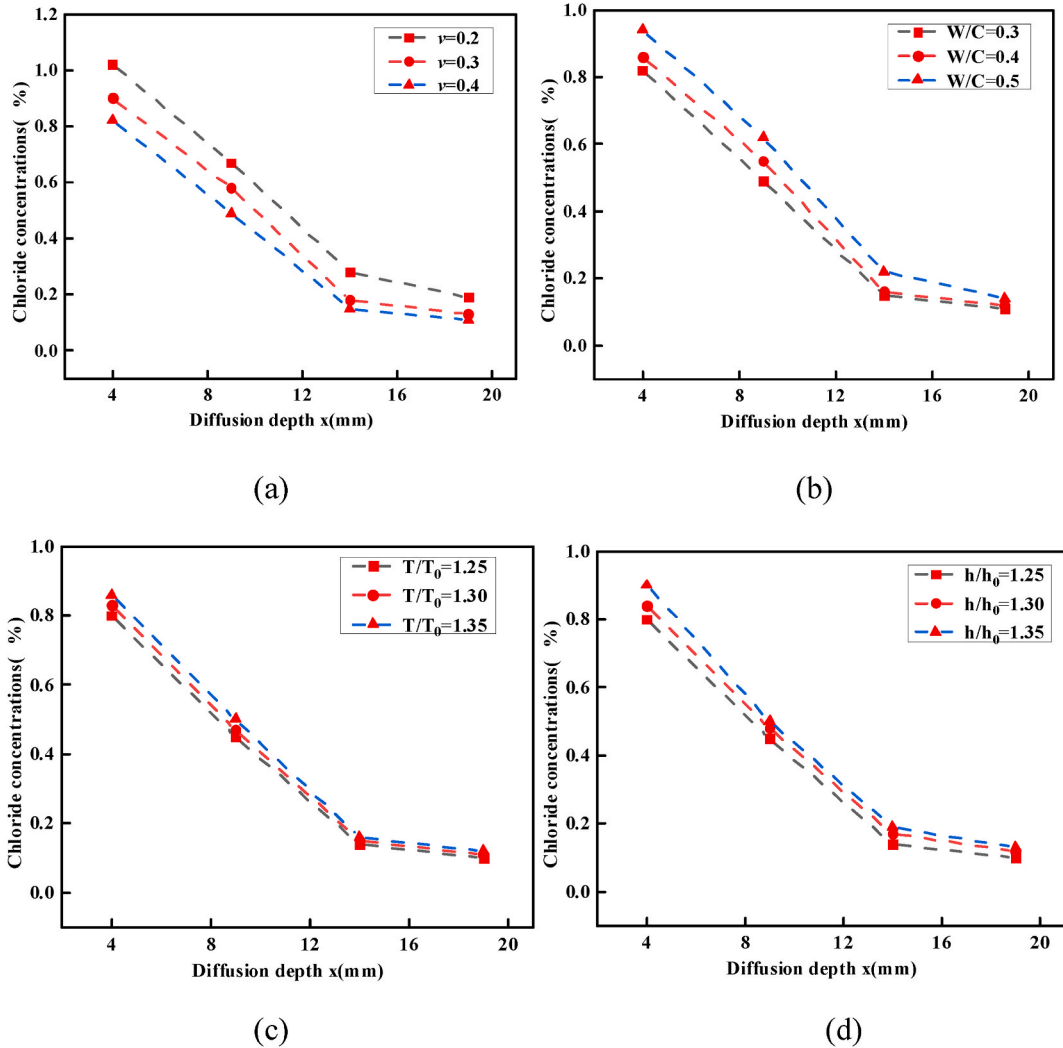 1.2
1.0
0.8
0.6
0.4
0.2
0.0
Chloride concentrations( %)
v=0.2
v=0.3
v=0.4
4 8 12 16 20
Diffusion depth x(mm)
(a)
1.0
0.8
0.6
0.4
0.2
0.0
Chloride concentrations( %)
W/C=0.3
W/C=0.4
W/C=0.5
4 8 12 16 20
Diffusion depth x(mm)
(b)
1.0
0.8
0.6
0.4
0.2
0.0
Chloride concentrations( %)
T/T₀=1.25
T/T₀=1.30
T/T₀=1.35
4 8 12 16 20
Diffusion depth x(mm)
(c)
1.0
0.8
0.6
0.4
0.2
0.0
Chloride concentrations( %)
h/h₀=1.25
h/h₀=1.30
h/h₀=1.35
4 8 12 16 20
Diffusion depth x(mm)
(d)